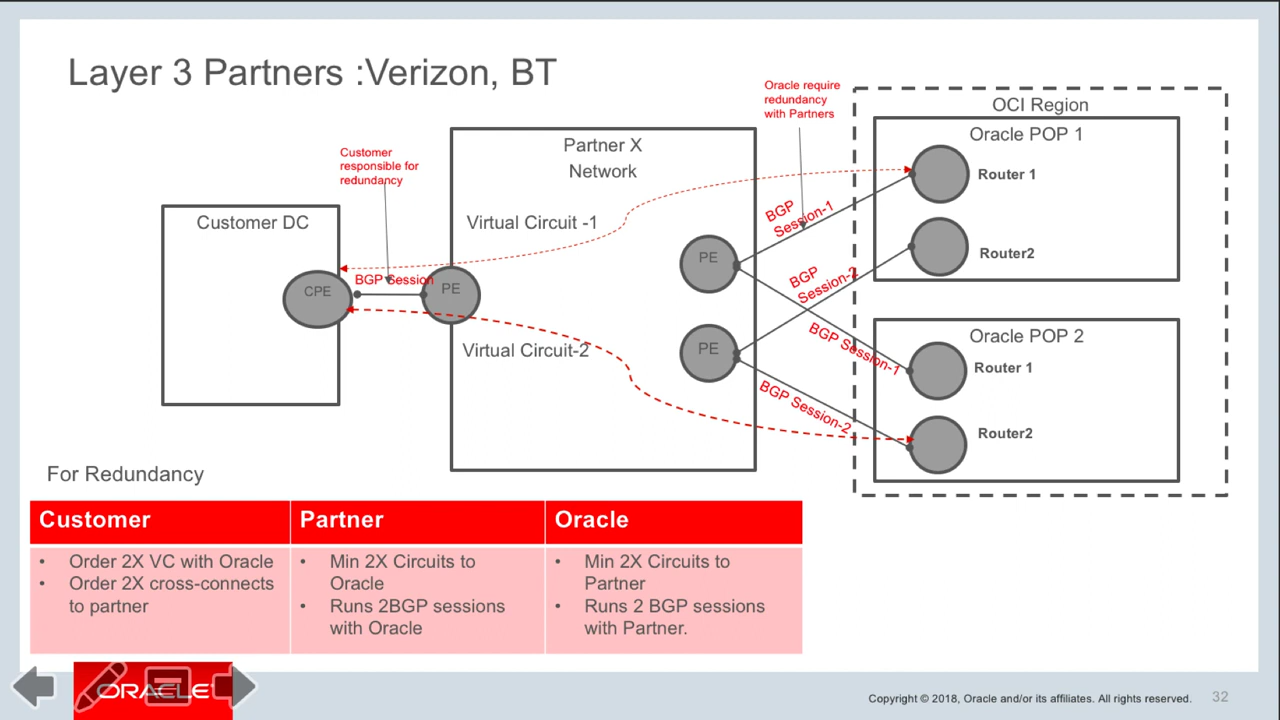 Layer 3 Partners :Verizon, BT
Oracle require
redundancy
with Partners
OCI Region
Customer
responsible for
redundancy
Partner X
Network
Oracle POP 1
Router 1
Router2
Customer DC
Virtual Circuit -1
BGP
Session-1
PE
CPE
BGP Session
PE
BGP
Session-2
Virtual Circuit-2
PE
BGP Session-1
BGP Session-2
Oracle POP 2
Router 1
Router2
For Redundancy
Customer
Partner
Oracle
• Order 2X VC with Oracle
• Order 2X cross-connects
to partner
• Min 2X Circuits to
Oracle
• Runs 2BGP sessions
with Oracle
• Min 2X Circuits to
Partner
• Runs 2 BGP sessions
with Partner.
ORACLE
Copyright © 2018, Oracle and/or its affiliates. All rights reserved.
32